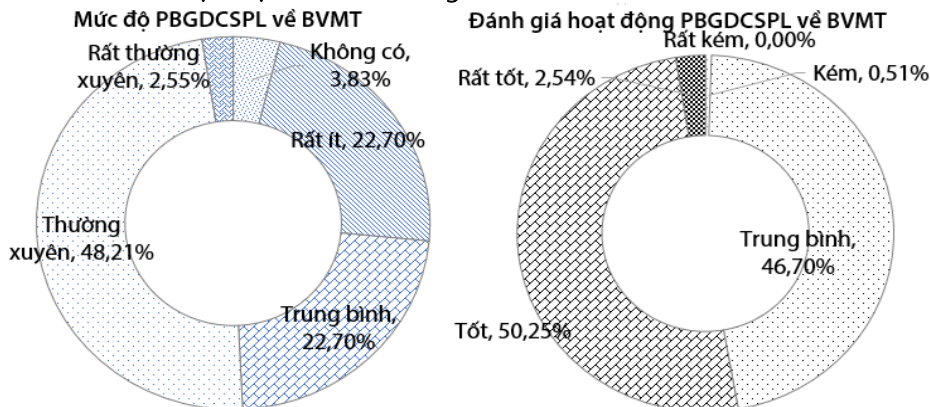 Mức độ PBGDCSPL về BVMT
Rất thường
xuyên, 2,55%
Không có,
3,83%
Rất ít, 22,70%
Thường
xuyên, 48,21%
Trung bình,
22,70%
Đánh giá hoạt động PBGDCSPL về BVMT
Rất kém, 0,00%
Rất tốt, 2,54%
Kém, 0,51%
Trung bình,
46,70%
Tốt, 50,25%